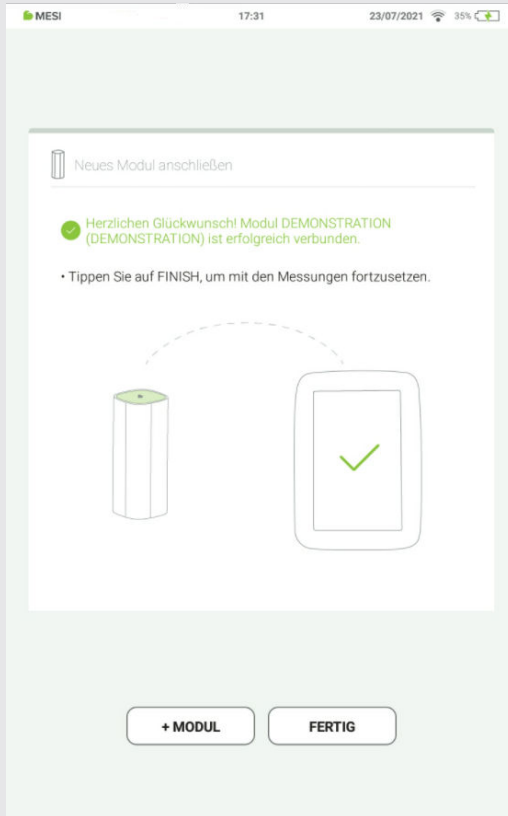 MESI 17:31 23/07/2021 35%
Neues Modul anschließen
Herzlichen Glückwunsch! Modul DEMONSTRATION
(DEMONSTRATION) ist erfolgreich verbunden.
• Tippen Sie auf FINISH, um mit den Messungen fortzusetzen.
+ MODUL FERTIG